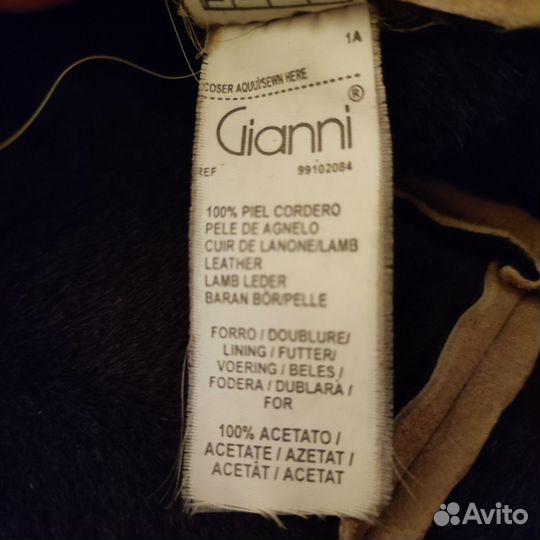 1A
COSER AQUI/SEWN HERE
Gianni ®
REF 99102084
100% PIEL CORDERO
PELE DE AGNELO
CUIR DE LANONE/LAMB
LEATHER
LAMB LEDER
BARAN BÖR/PELLE
FORRO / DOUBLURE/
LINING / FUTTER/
VOERING / BELES /
FODERA / DUBLARÁ /
FOR
100% ACETATO /
ACETATE / AZETAT /
ACETÁT / ACETAT
Avito